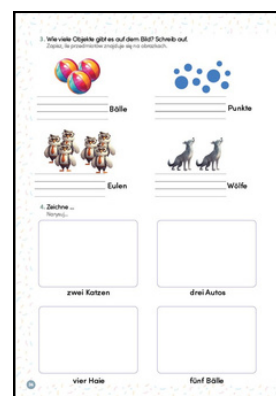 3. Wie viele Objekte gibt es auf dem Bild? Schreib auf.
Zapisz, ile przedmiotów znajduje się na obrazkach.
Bälle
Punkte
Eulen
Wölfe
4. Zeichne ...
Narysuj...
zwei Katzen
drei Autos
vier Haie
fünf Bälle